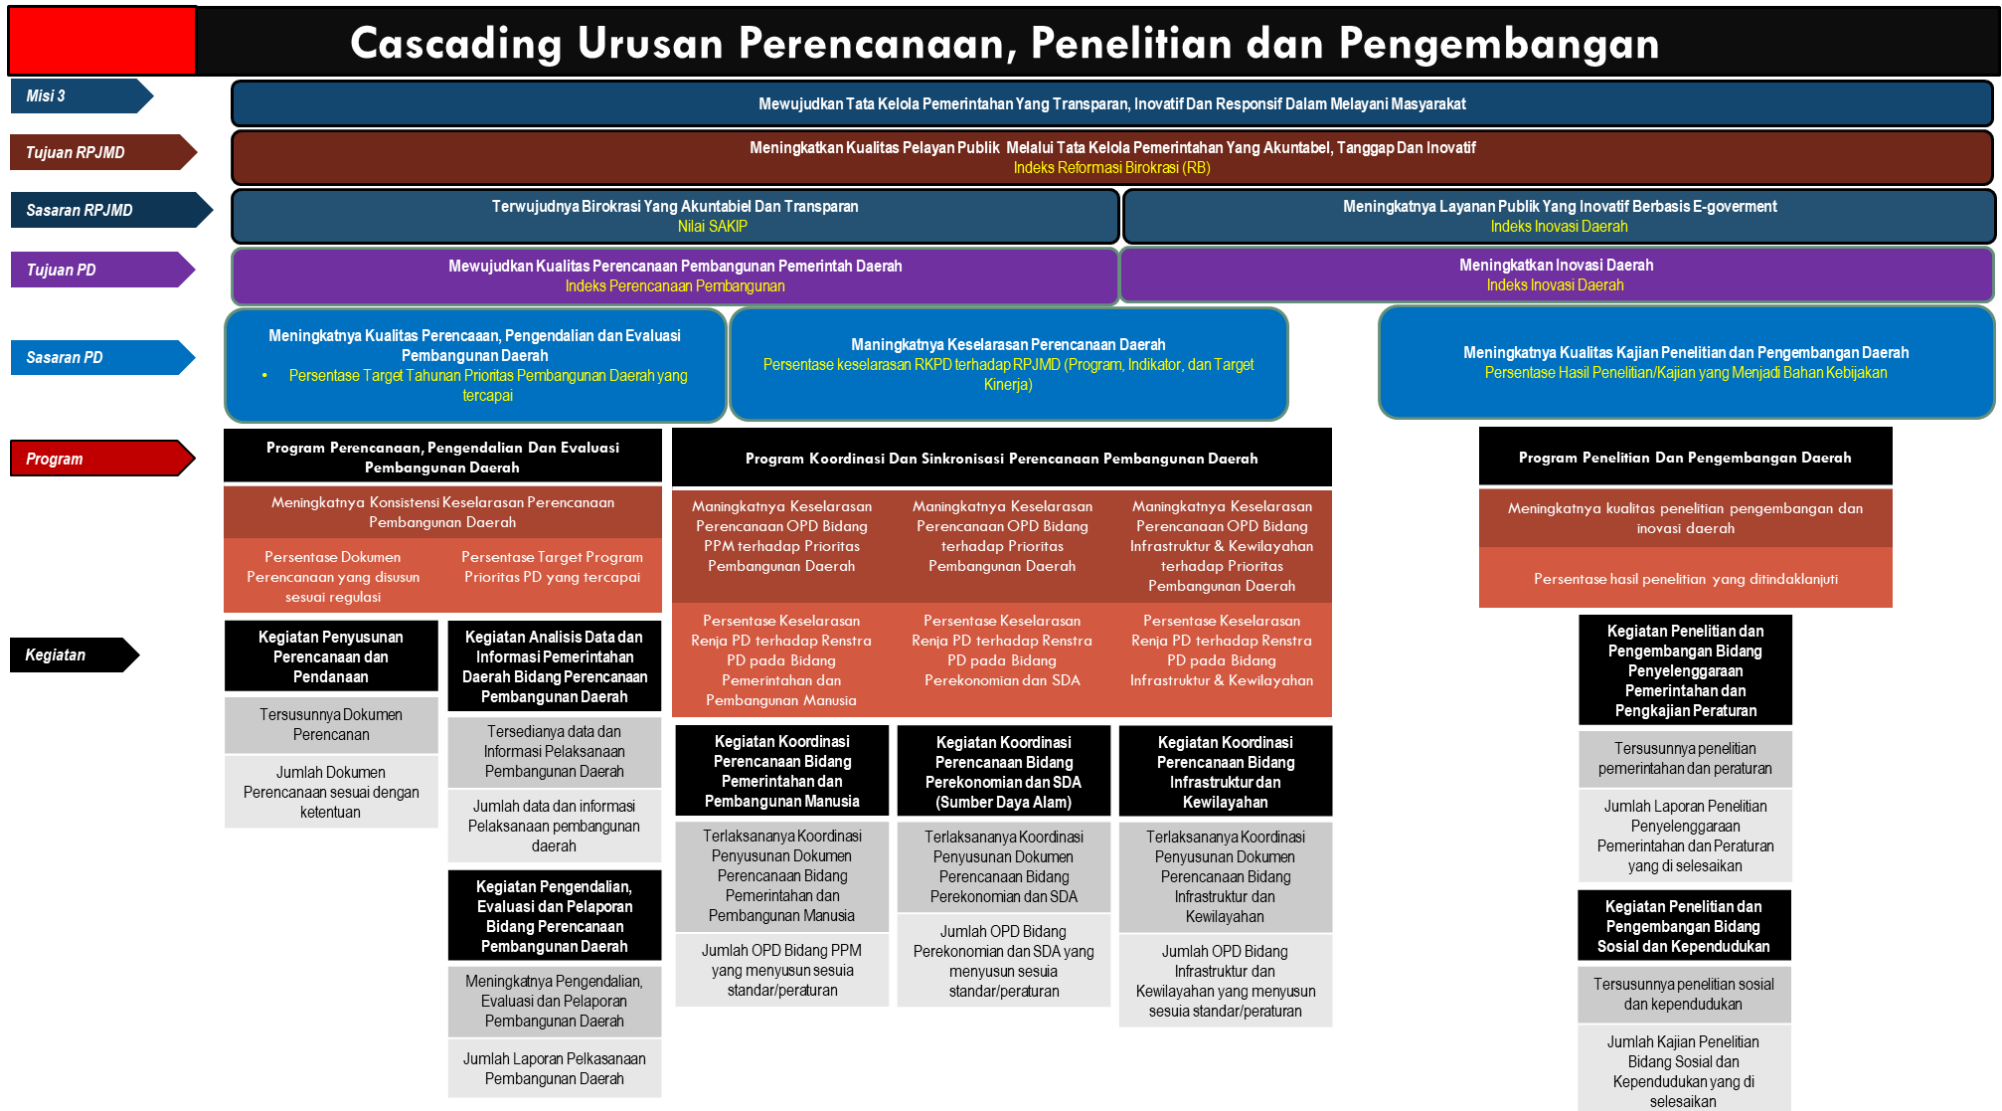 Cascading Urusan Perencanaan, Penelitian dan Pengembangan
Misi 3
Mewujudkan Tata Kelola Pemerintahan Yang Transparan, Inovatif Dan Responsif Dalam Melayani Masyarakat
Tujuan RPJMD
Meningkatkan Kualitas Pelayan Publik Melalui Tata Kelola Pemerintahan Yang Akuntabel, Tanggap Dan Inovatif
Indeks Reformasi Birokrasi (RB)
Sasaran RPJMD
Terwujudnya Birokrasi Yang Akuntabiel Dan Transparan
Nilai SAKIP
Meningkatnya Layanan Publik Yang Inovatif Berbasis E-goverment
Indeks Inovasi Daerah
Tujuan PD
Mewujudkan Kualitas Perencanaan Pembangunan Pemerintah Daerah
Indeks Perencanaan Pembangunan
Meningkatkan Inovasi Daerah
Indeks Inovasi Daerah
Sasaran PD
Meningkatnya Kualitas Perencaaan, Pengendalian dan Evaluasi
Pembangunan Daerah
• Persentase Target Tahunan Prioritas Pembangunan Daerah yang
tercapai
Maningkatnya Keselarasan Perencanaan Daerah
Persentase keselarasan RKPD terhadap RPJMD (Program, Indikator, dan Target
Kinerja)
Meningkatnya Kualitas Kajian Penelitian dan Pengembangan Daerah
Persentase Hasil Penelitian/Kajian yang Menjadi Bahan Kebijakan
Program
Program Perencanaan, Pengendalian Dan Evaluasi
Pembangunan Daerah
Meningkatnya Konsistensi Keselarasan Perencanaan
Pembangunan Daerah
Persentase Dokumen
Perencanaan yang disusun
sesuai regulasi
Persentase Target Program
Prioritas PD yang tercapai
Program Koordinasi Dan Sinkronisasi Perencanaan Pembangunan Daerah
Maningkatnya Keselarasan
Perencanaan OPD Bidang
PPM terhadap Prioritas
Pembangunan Daerah
Maningkatnya Keselarasan
Perencanaan OPD Bidang
terhadap Prioritas
Pembangunan Daerah
Maningkatnya Keselarasan
Perencanaan OPD Bidang
Infrastruktur & Kewilayahan
terhadap Prioritas
Pembangunan Daerah
Persentase Keselarasan
Renja PD terhadap Renstra
PD pada Bidang
Pemerintahan dan
Pembangunan Manusia
Persentase Keselarasan
Renja PD terhadap Renstra
PD pada Bidang
Perekonomian dan SDA
Persentase Keselarasan
Renja PD terhadap Renstra
PD pada Bidang
Infrastruktur & Kewilayahan
Program Penelitian Dan Pengembangan Daerah
Meningkatnya kualitas penelitian pengembangan dan
inovasi daerah
Persentase hasil penelitian yang ditindaklanjuti
Kegiatan
Kegiatan Penyusunan
Perencanaan dan
Pendanaan
Tersusunnya Dokumen
Perencanan
Jumlah Dokumen
Perencanaan sesuai dengan
ketentuan
Kegiatan Analisis Data dan
Informasi Pemerintahan
Daerah Bidang Perencanaan
Pembangunan Daerah
Tersedianya data dan
Informasi Pelaksanaan
Pembangunan Daerah
Jumlah data dan informasi
Pelaksanaan pembangunan
daerah
Kegiatan Pengendalian,
Evaluasi dan Pelaporan
Bidang Perencanaan
Pembangunan Daerah
Meningkatnya Pengendalian,
Evaluasi dan Pelaporan
Pembangunan Daerah
Jumlah Laporan Pelkasanaan
Pembangunan Daerah
Kegiatan Koordinasi
Perencanaan Bidang
Pemerintahan dan
Pembangunan Manusia
Terlaksananya Koordinasi
Penyusunan Dokumen
Perencanaan Bidang
Pemerintahan dan
Pembangunan Manusia
Jumlah OPD Bidang PPM
yang menyusun sesuia
standar/peraturan
Kegiatan Koordinasi
Perencanaan Bidang
Perekonomian dan SDA
(Sumber Daya Alam)
Terlaksananya Koordinasi
Penyusunan Dokumen
Perencanaan Bidang
Perekonomian dan SDA
Jumlah OPD Bidang
Perekonomian dan SDA yang
menyusun sesuia
standar/peraturan
Kegiatan Koordinasi
Perencanaan Bidang
Infrastruktur dan
Kewilayahan
Terlaksananya Koordinasi
Penyusunan Dokumen
Perencanaan Bidang
Infrastruktur dan
Kewilayahan
Jumlah OPD Bidang
Infrastruktur dan
Kewilayahan yang menyusun
sesuia standar/peraturan
Kegiatan Penelitian dan
Pengembangan Bidang
Penyelenggaraan
Pemerintahan dan
Pengkajian Peraturan
Tersusunnya penelitian
pemerintahan dan peraturan
Jumlah Laporan Penelitian
Penyelenggaraan
Pemerintahan dan Peraturan
yang di selesaikan
Kegiatan Penelitian dan
Pengembangan Bidang
Sosial dan Kependudukan
Tersusunnya penelitian sosial
dan kependudukan
Jumlah Kajian Penelitian
Bidang Sosial dan
Kependudukan yang di
selesaikan